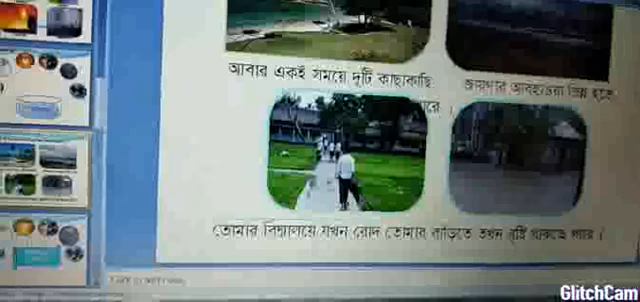 আবার একই সময়ে দুটি কাছাকাছি জায়গার আবহাওয়া ভিন্ন হতে
পারে ।
তোমার বিদ্যালয়ে যখন রোদ তোমার বাড়িতে তখন বৃষ্টি থাকতে পারে ।
GlitchCam